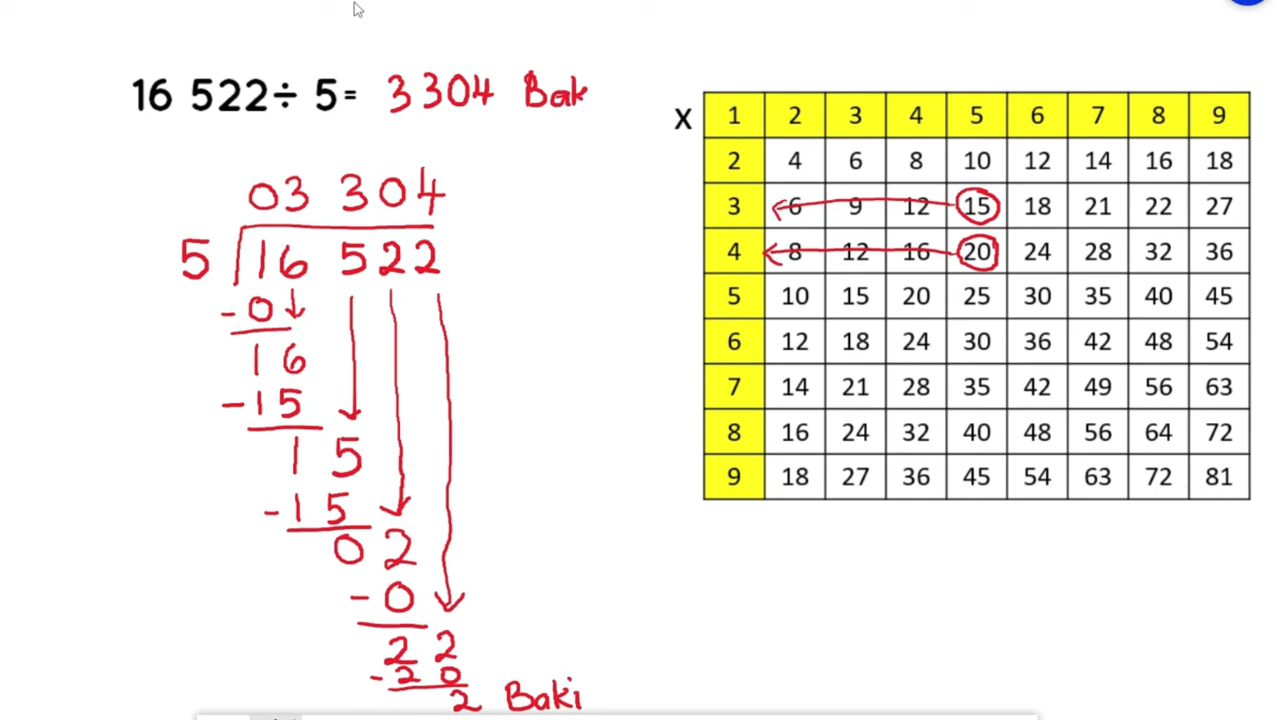 16 522 ÷ 5 = 3304 Bak
03 304
5 16 522
-0
16
-15
15
-15
02
-0
22
-20
2 Baki
X 1 2 3 4 5 6 7 8 9
2 4 6 8 10 12 14 16 18
3 6 9 12 15 18 21 22 27
4 8 12 16 20 24 28 32 36
5 10 15 20 25 30 35 40 45
6 12 18 24 30 36 42 48 54
7 14 21 28 35 42 49 56 63
8 16 24 32 40 48 56 64 72
9 18 27 36 45 54 63 72 81